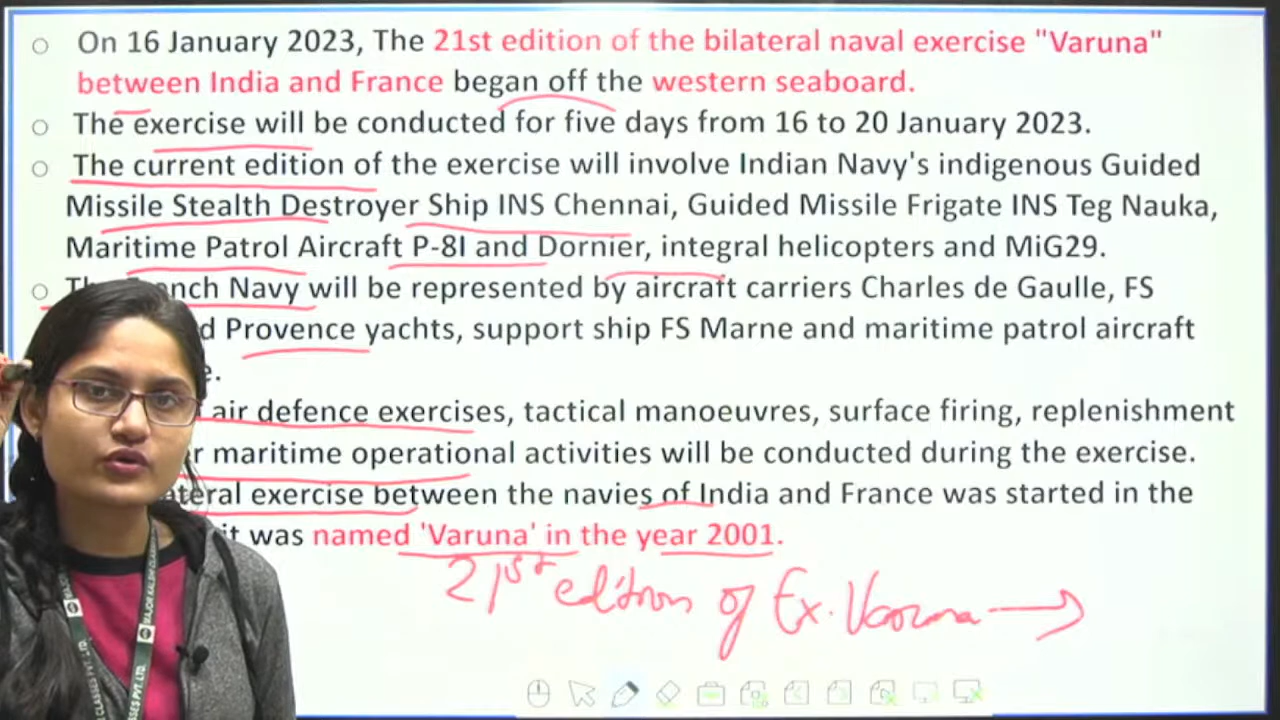 On 16 January 2023, The 21st edition of the bilateral naval exercise "Varuna"
between India and France began off the western seaboard.
The exercise will be conducted for five days from 16 to 20 January 2023.
The current edition of the exercise will involve Indian Navy's indigenous Guided
Missile Stealth Destroyer Ship INS Chennai, Guided Missile Frigate INS Teg Nauka,
Maritime Patrol Aircraft P-8I and Dornier, integral helicopters and MiG29.
French Navy will be represented by aircraft carriers Charles de Gaulle, FS
Provence yachts, support ship FS Marne and maritime patrol aircraft
air defence exercises, tactical manoeuvres, surface firing, replenishment
maritime operational activities will be conducted during the exercise.
exercise between the navies of India and France was started in the
it was named 'Varuna' in the year 2001.
21st edition of Ex. Varuna